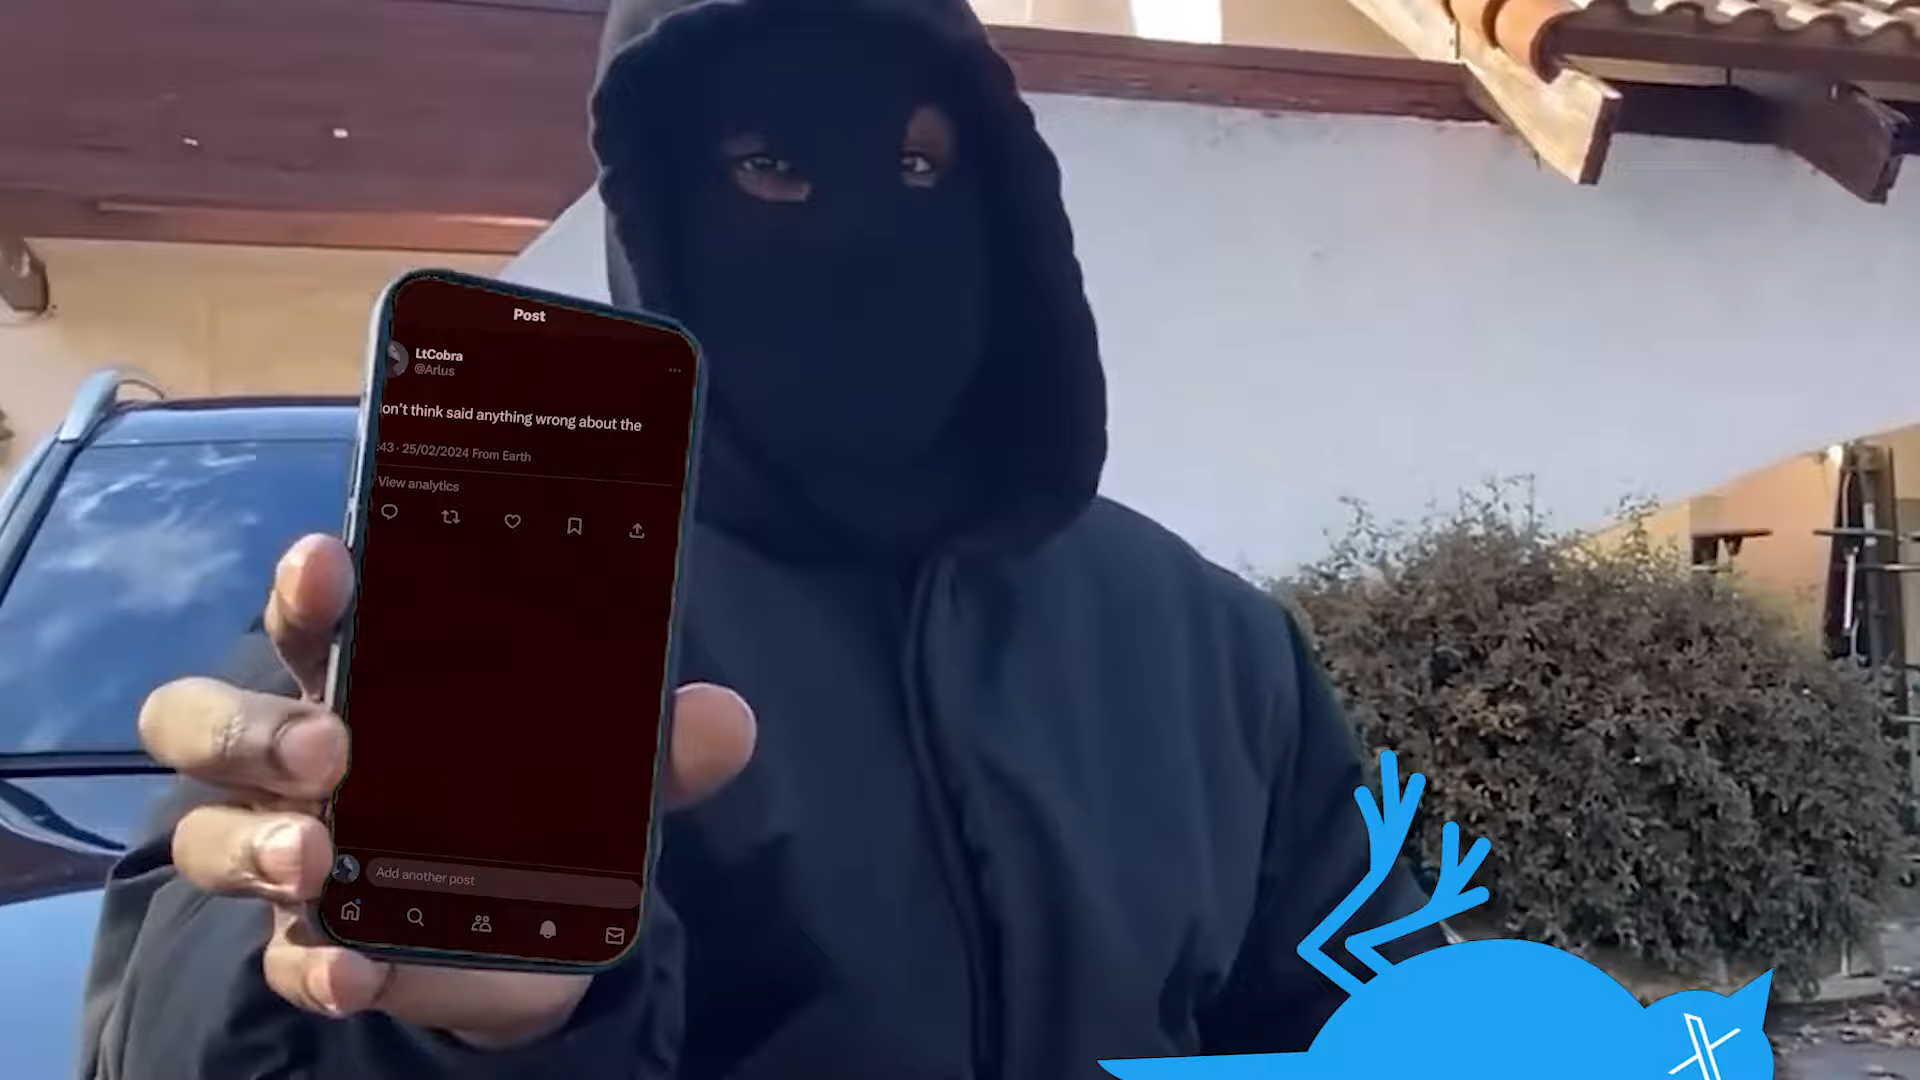 Post
LtCobra
@Arlus
on't think said anything wrong about the
:43 · 25/02/2024 From Earth
View analytics
Add another post